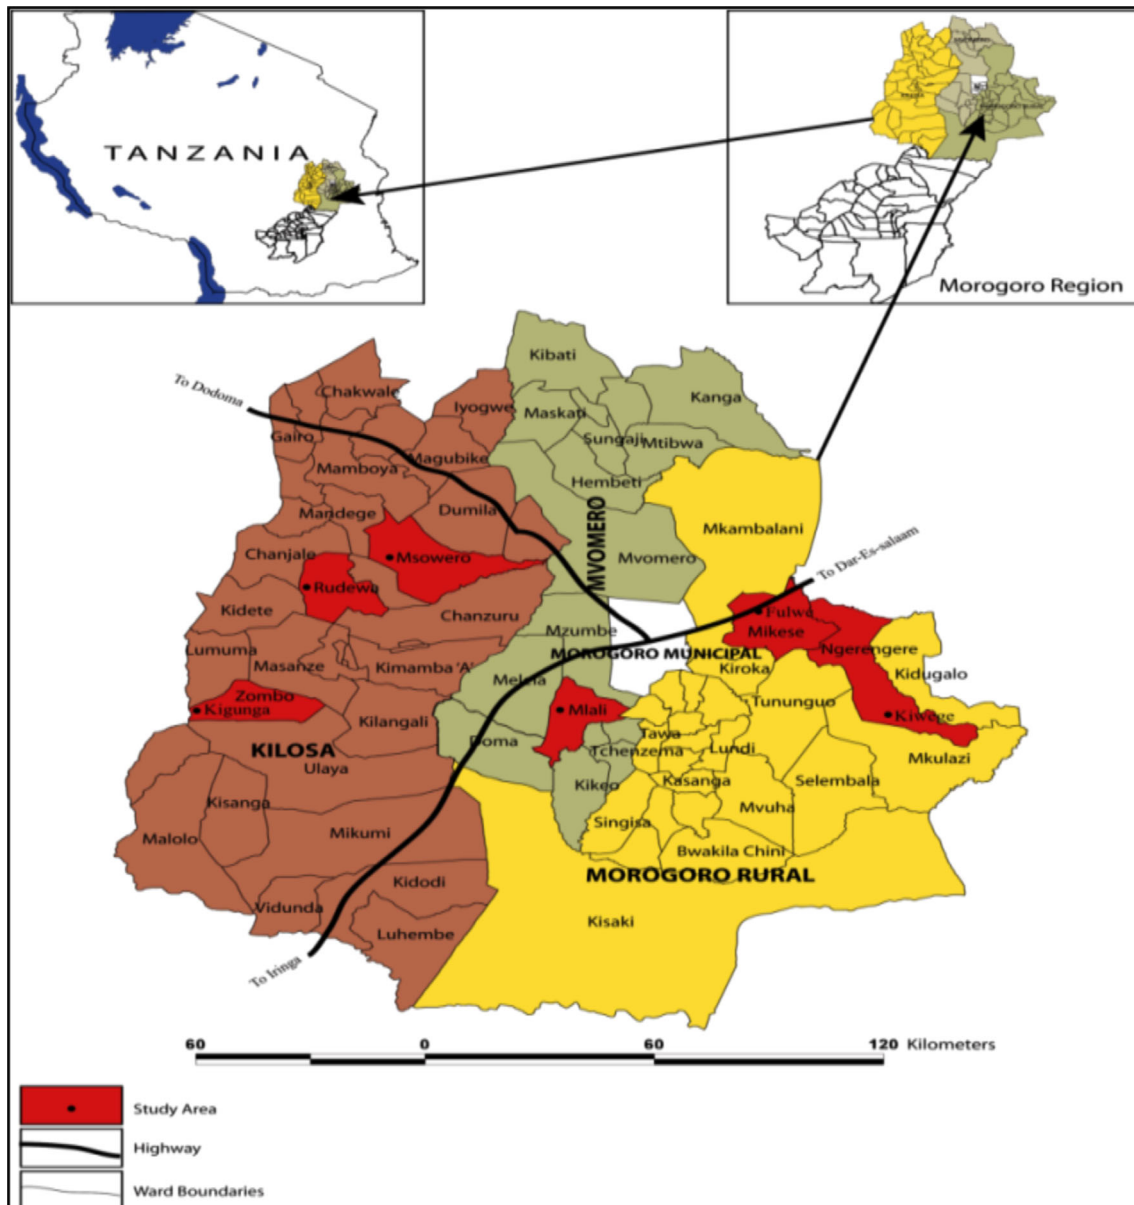 TANZANIA
Morogoro Region
To Dodoma
Kibati
Chakwale
Iyogwe
Kanga
Maskati
Gairo
Sungaji
Mtibwa
Magubike
Mamboya
Hembeti
Mandege
Dumila
Mkambalani
MVOMERO
Mvomero
Chanjale
Msowero
To Dar-Es-salaam
Rudewa
Kidete
Chanzuru
Fulwe
Mzumbe
Mikese
Lumuma
MOROGORO MUNICIPAL
Ngerengere
Masanze
Kimamba 'A'
Kiroka
Kidugalo
Melela
Zombo
Tununguo
Kigunga
Mlali
Kiwege
Kilangali
Doma
Tawa
KILOSA
Tchenzema
Lundi
Mkulazi
Ulaya
Kikeo
Kasanga
Selembala
Kisanga
Mvuha
Singisa
Malolo
Mikumi
Bwakila Chini
MOROGORO RURAL
Kidodi
Vidunda
Kisaki
Luhembe
To Iringa
60 0 60 120 Kilometers
Study Area
Highway
Ward Boundaries